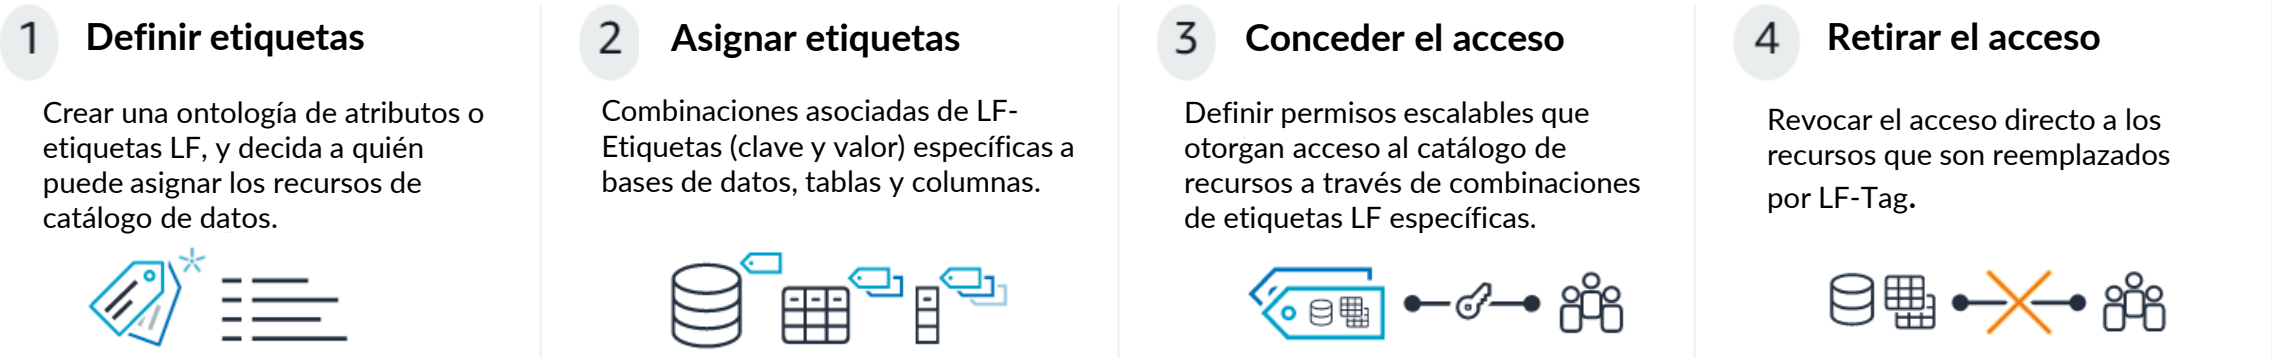 1 Definir etiquetas
Crear una ontología de atributos o
etiquetas LF, y decida a quién
puede asignar los recursos de
catálogo de datos.
2 Asignar etiquetas
Combinaciones asociadas de LF-
Etiquetas (clave y valor) específicas a
bases de datos, tablas y columnas.
3 Conceder el acceso
Definir permisos escalables que
otorgan acceso al catálogo de
recursos a través de combinaciones
de etiquetas LF específicas.
4 Retirar el acceso
Revocar el acceso directo a los
recursos que son reemplazados
por LF-Tag.